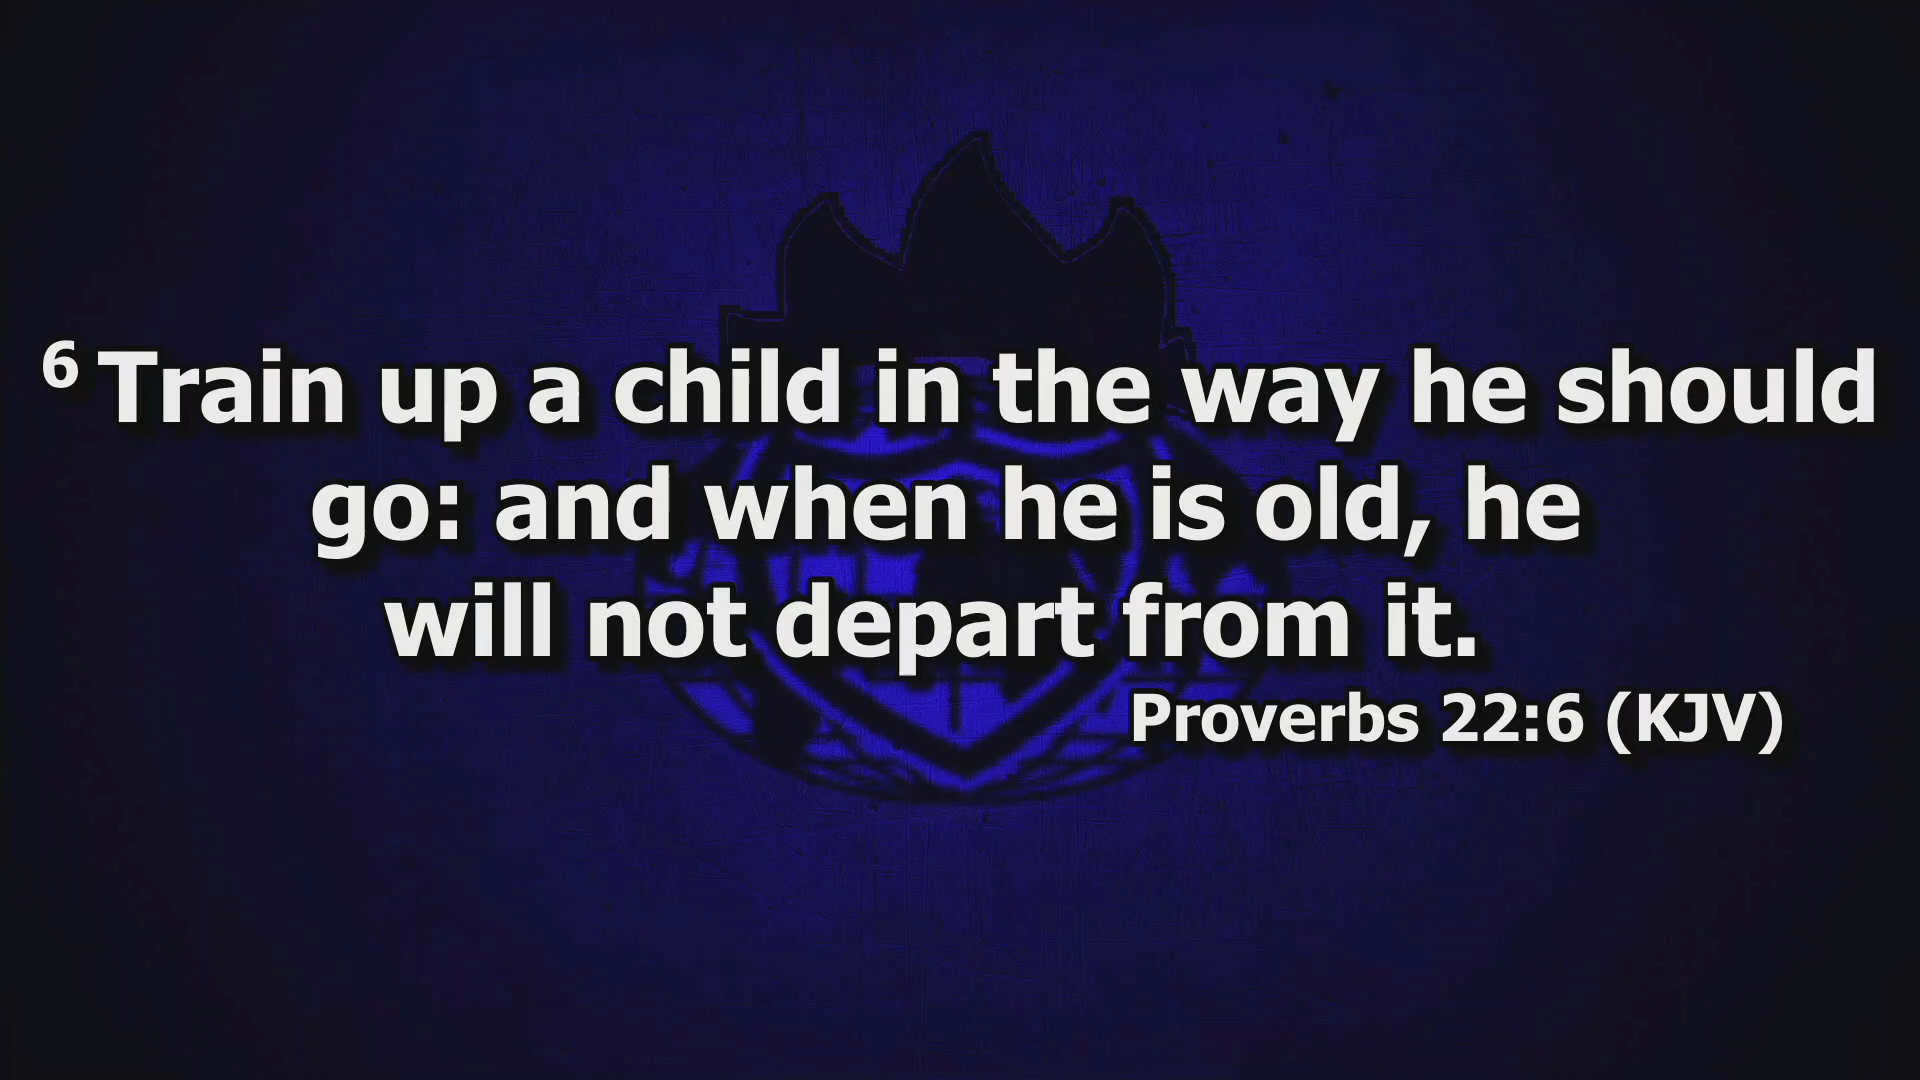 6 Train up a child in the way he should
go: and when he is old, he
will not depart from it.
Proverbs 22:6 (KJV)